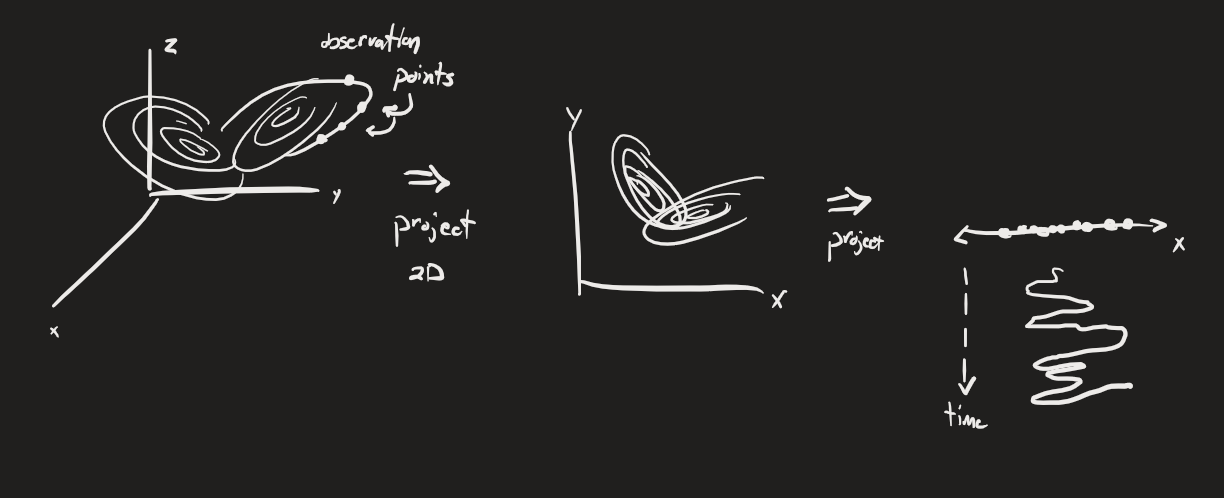 z
observation
points
y
x
project
2D
y
x
project
x
time